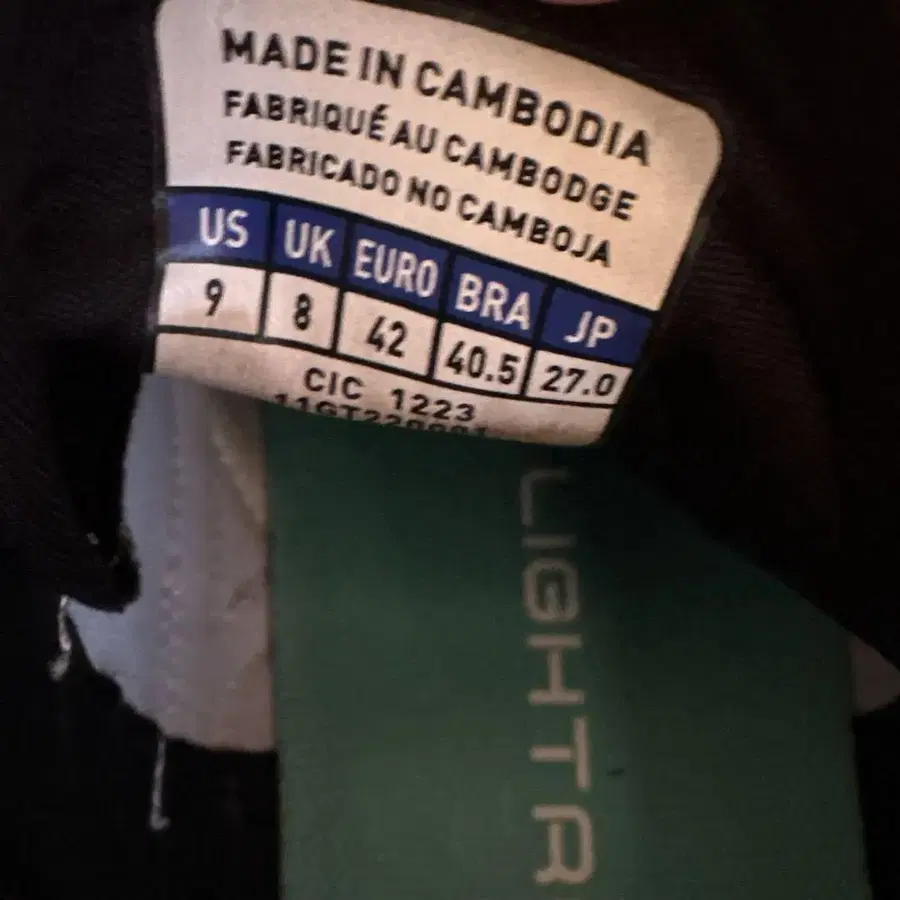 MADE IN CAMBODIA
FABRIQUÉ AU CAMBODGE
FABRICADO NO CAMBOJA
US UK EURO BRA JP
9 8 42 40.5 27.0
CIC 1223
LIGHTR